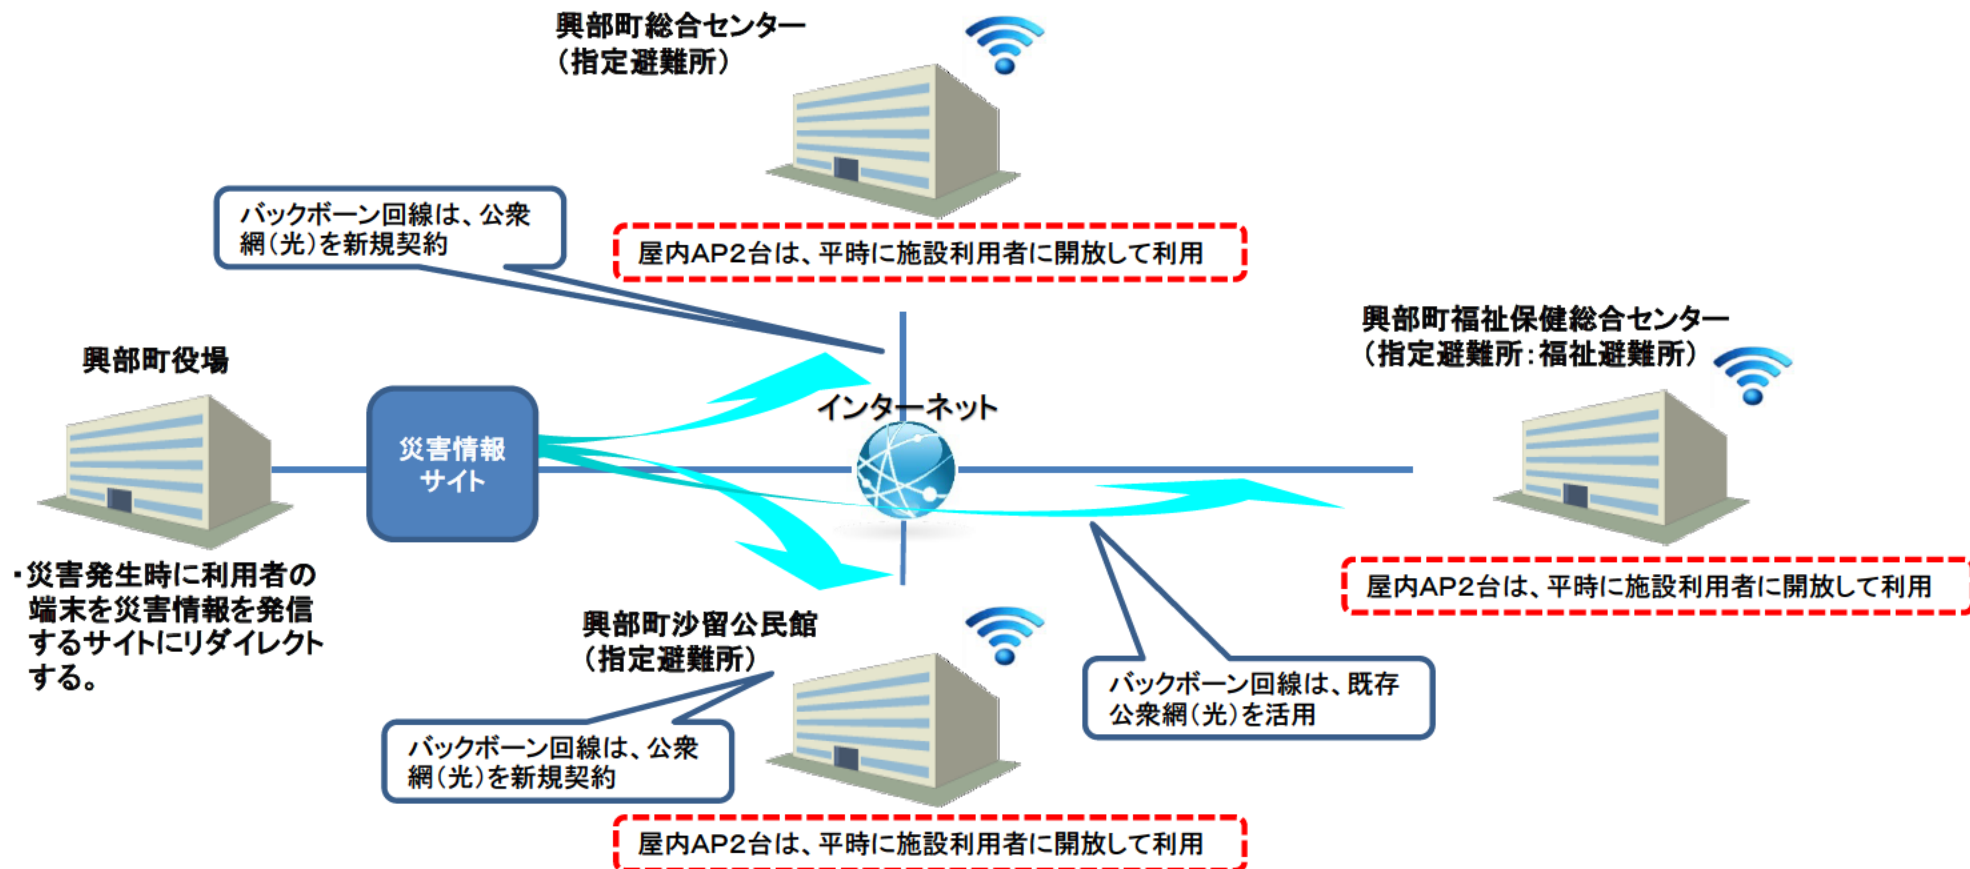 興部町総合センター
（指定避難所）
バックボーン回線は、公衆
網（光）を新規契約
屋内AP2台は、平時に施設利用者に開放して利用
興部町福祉保健総合センター
（指定避難所：福祉避難所）
興部町役場
インターネット
災害情報
サイト
・災害発生時に利用者の
端末を災害情報を発信
するサイトにリダイレクト
する。
屋内AP2台は、平時に施設利用者に開放して利用
興部町沙留公民館
（指定避難所）
バックボーン回線は、既存
公衆網（光）を活用
バックボーン回線は、公衆
網（光）を新規契約
屋内AP2台は、平時に施設利用者に開放して利用